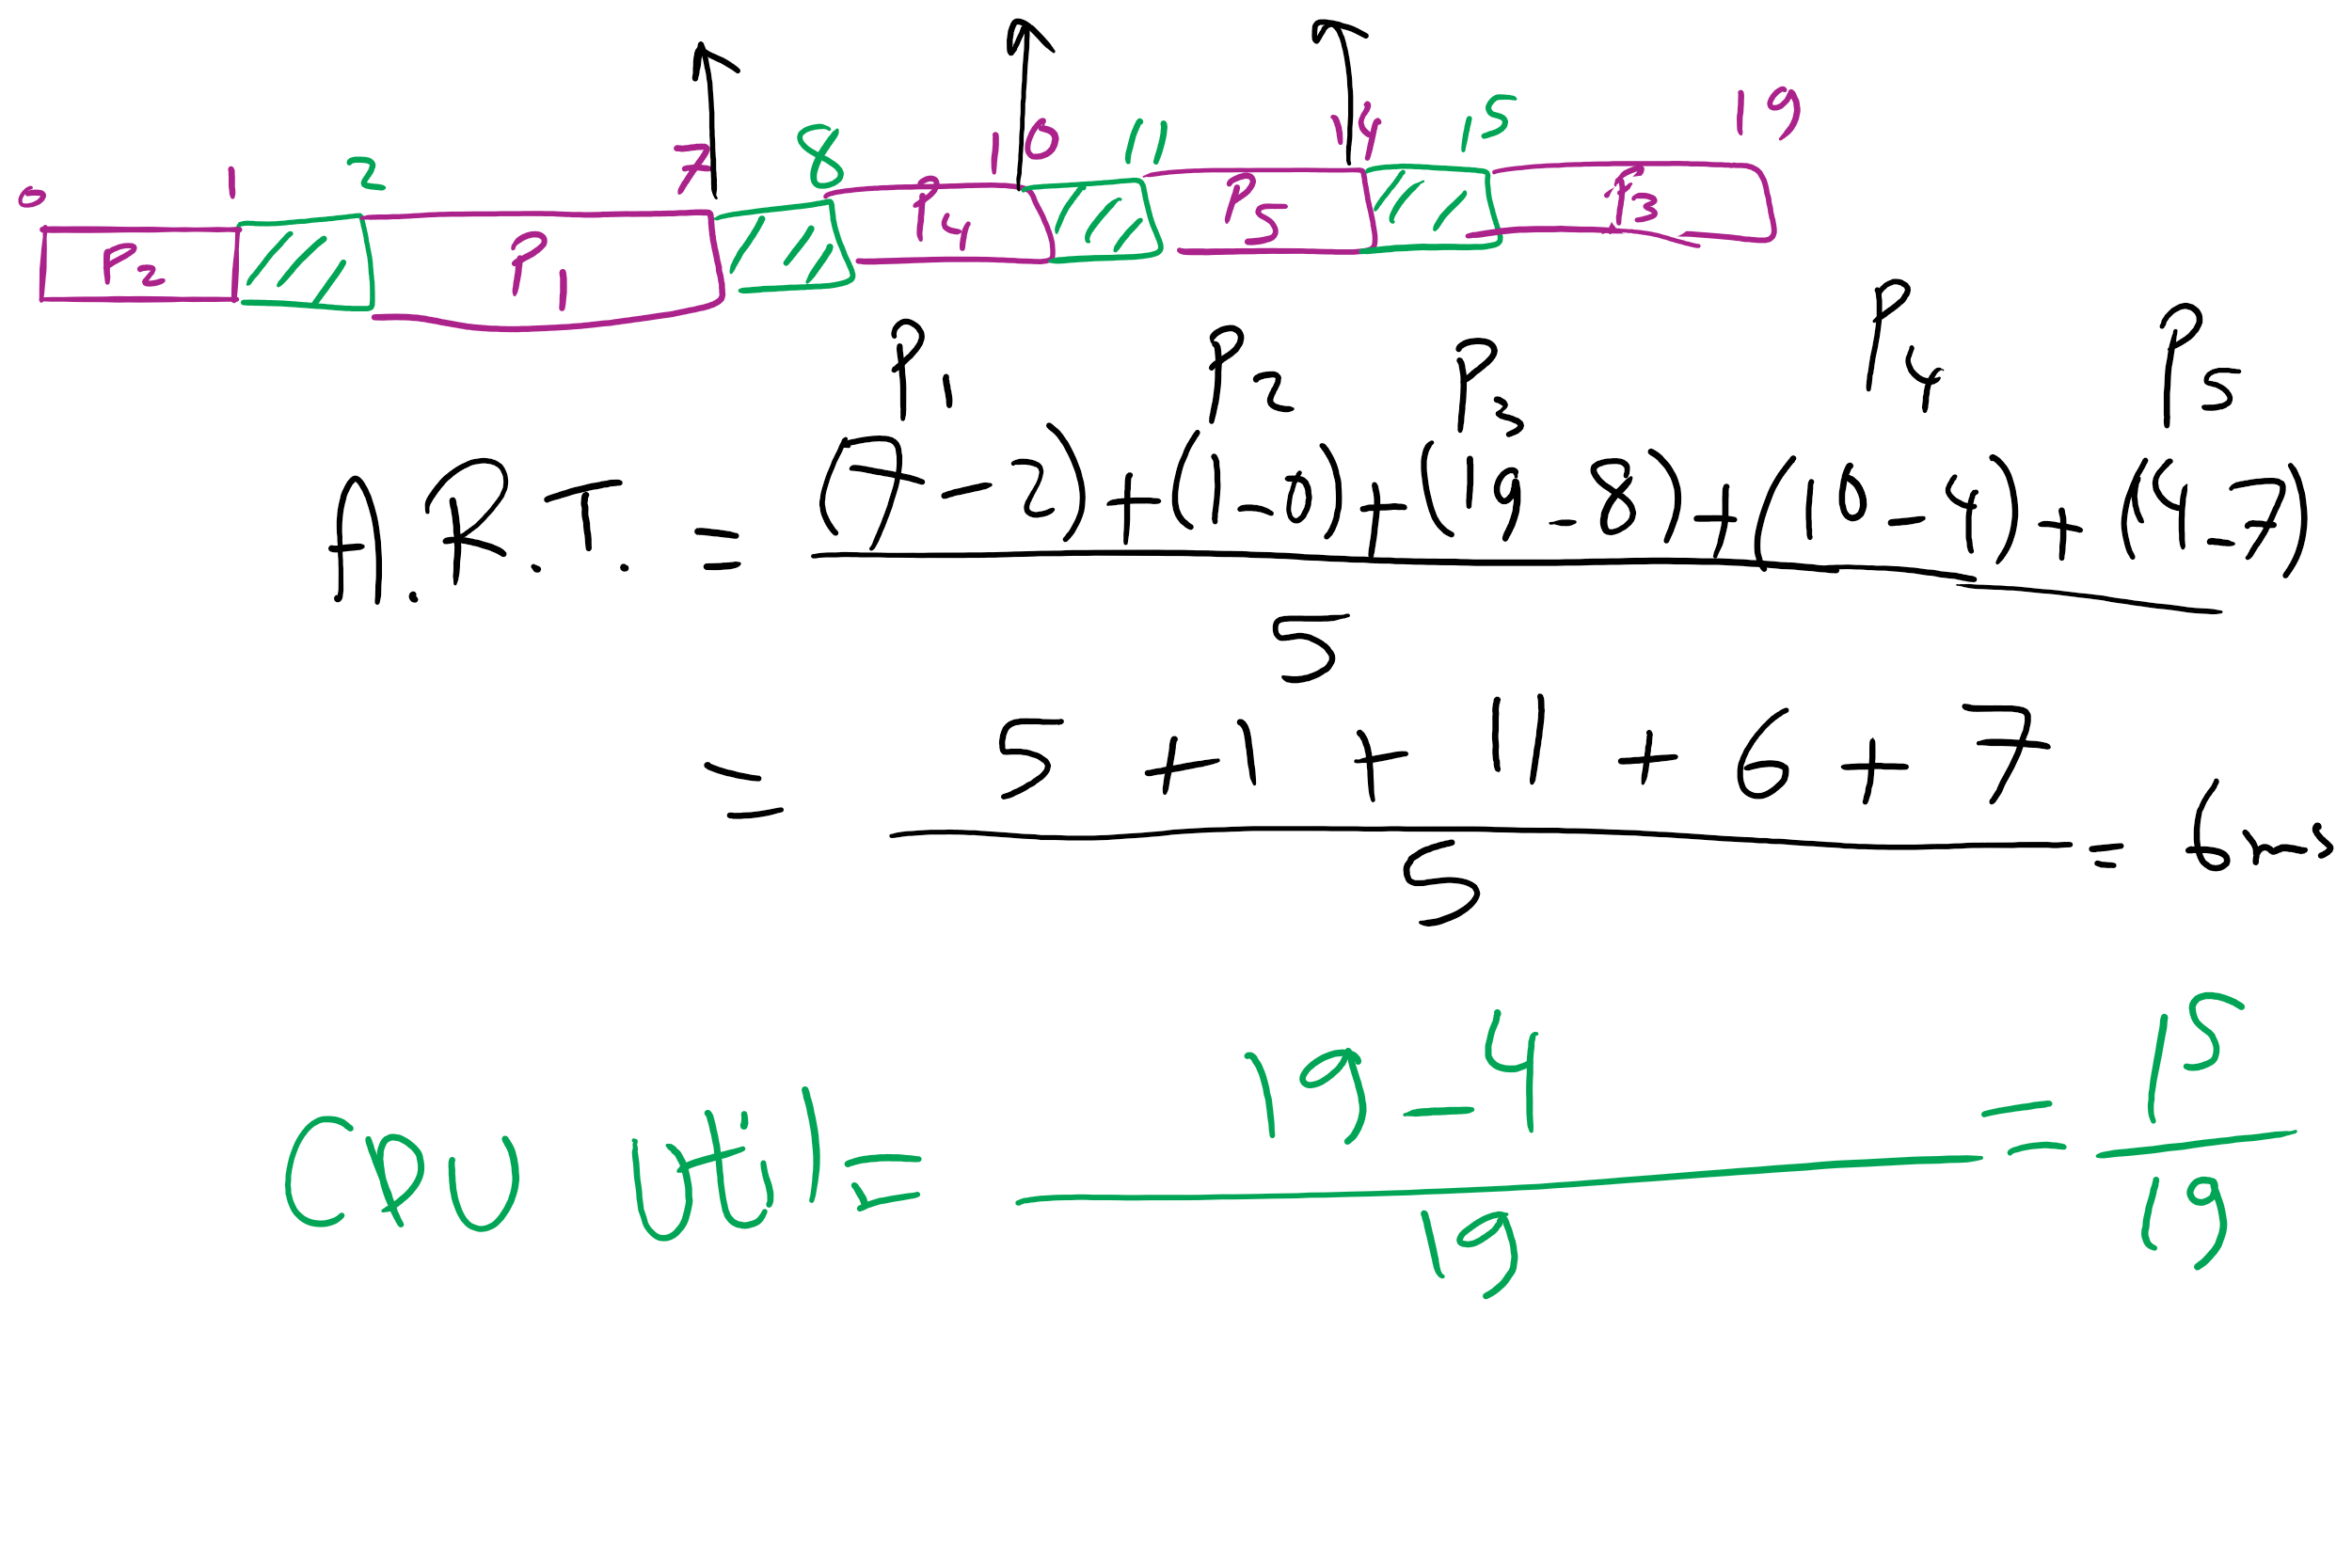 0 1 2 7 8 10 11 14 15 19
P2 P1 P4 P5 P3
P1 P2 P3 P4 P5
A.R.T. = (7-2)+(1-0)+(19-8)+(10-4)+(14-7)
5
= 5 + 1 + 11 + 6 + 7 = 6ms
5
CPU Util = 19-4 = 15
19 19